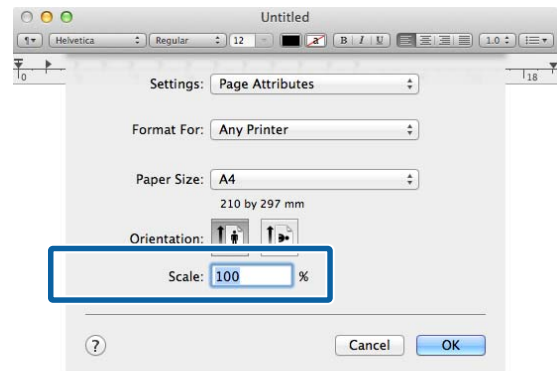 Untitled
¶ Helvetica Regular 12 a B I U 1.0
0 18
Settings: Page Attributes
Format For: Any Printer
Paper Size: A4
210 by 297 mm
Orientation:
Scale: 100 %
? Cancel OK